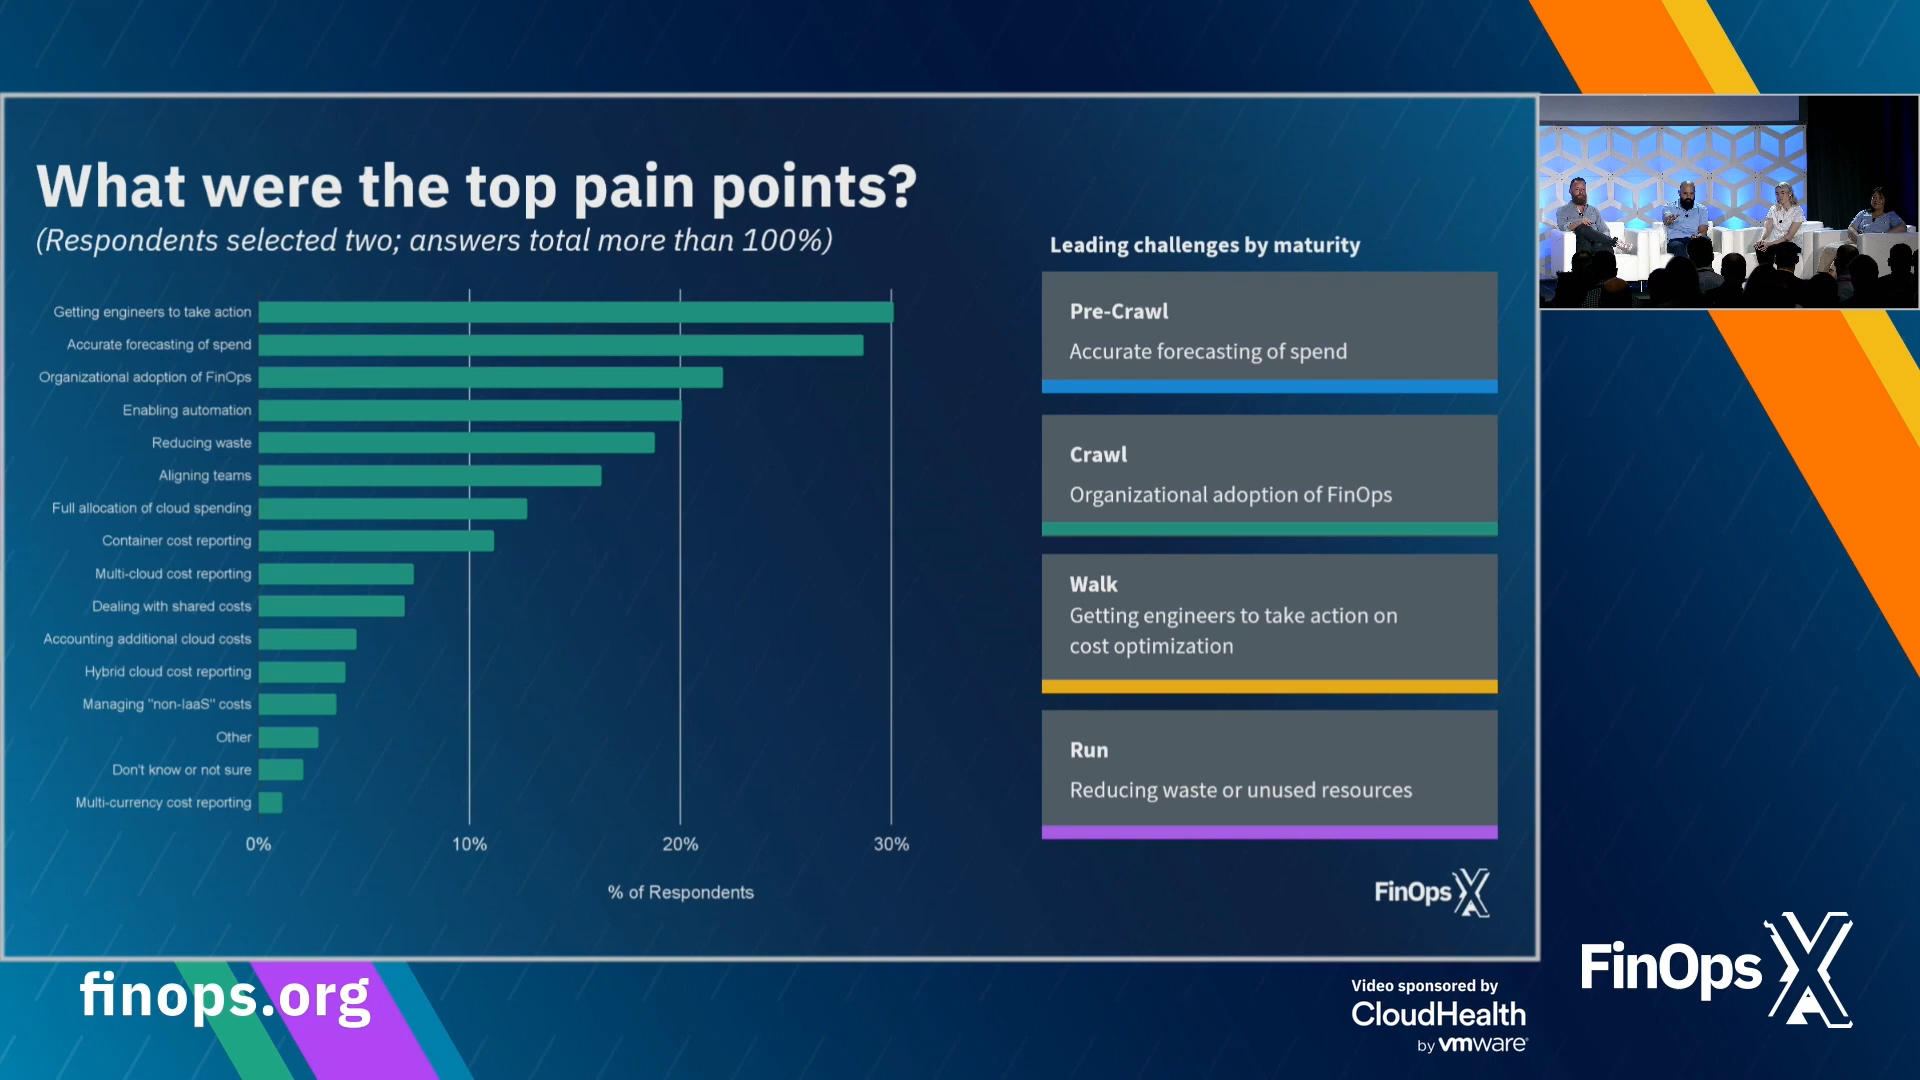 What were the top pain points?
(Respondents selected two; answers total more than 100%)
Getting engineers to take action
Accurate forecasting of spend
Organizational adoption of FinOps
Enabling automation
Reducing waste
Aligning teams
Full allocation of cloud spending
Container cost reporting
Multi-cloud cost reporting
Dealing with shared costs
Accounting additional cloud costs
Hybrid cloud cost reporting
Managing "non-IaaS" costs
Other
Don't know or not sure
Multi-currency cost reporting
0% 10% 20% 30%
% of Respondents
Leading challenges by maturity
Pre-Crawl
Accurate forecasting of spend
Crawl
Organizational adoption of FinOps
Walk
Getting engineers to take action on
cost optimization
Run
Reducing waste or unused resources
FinOps X
finops.org
Video sponsored by
CloudHealth
by vmware
FinOps X